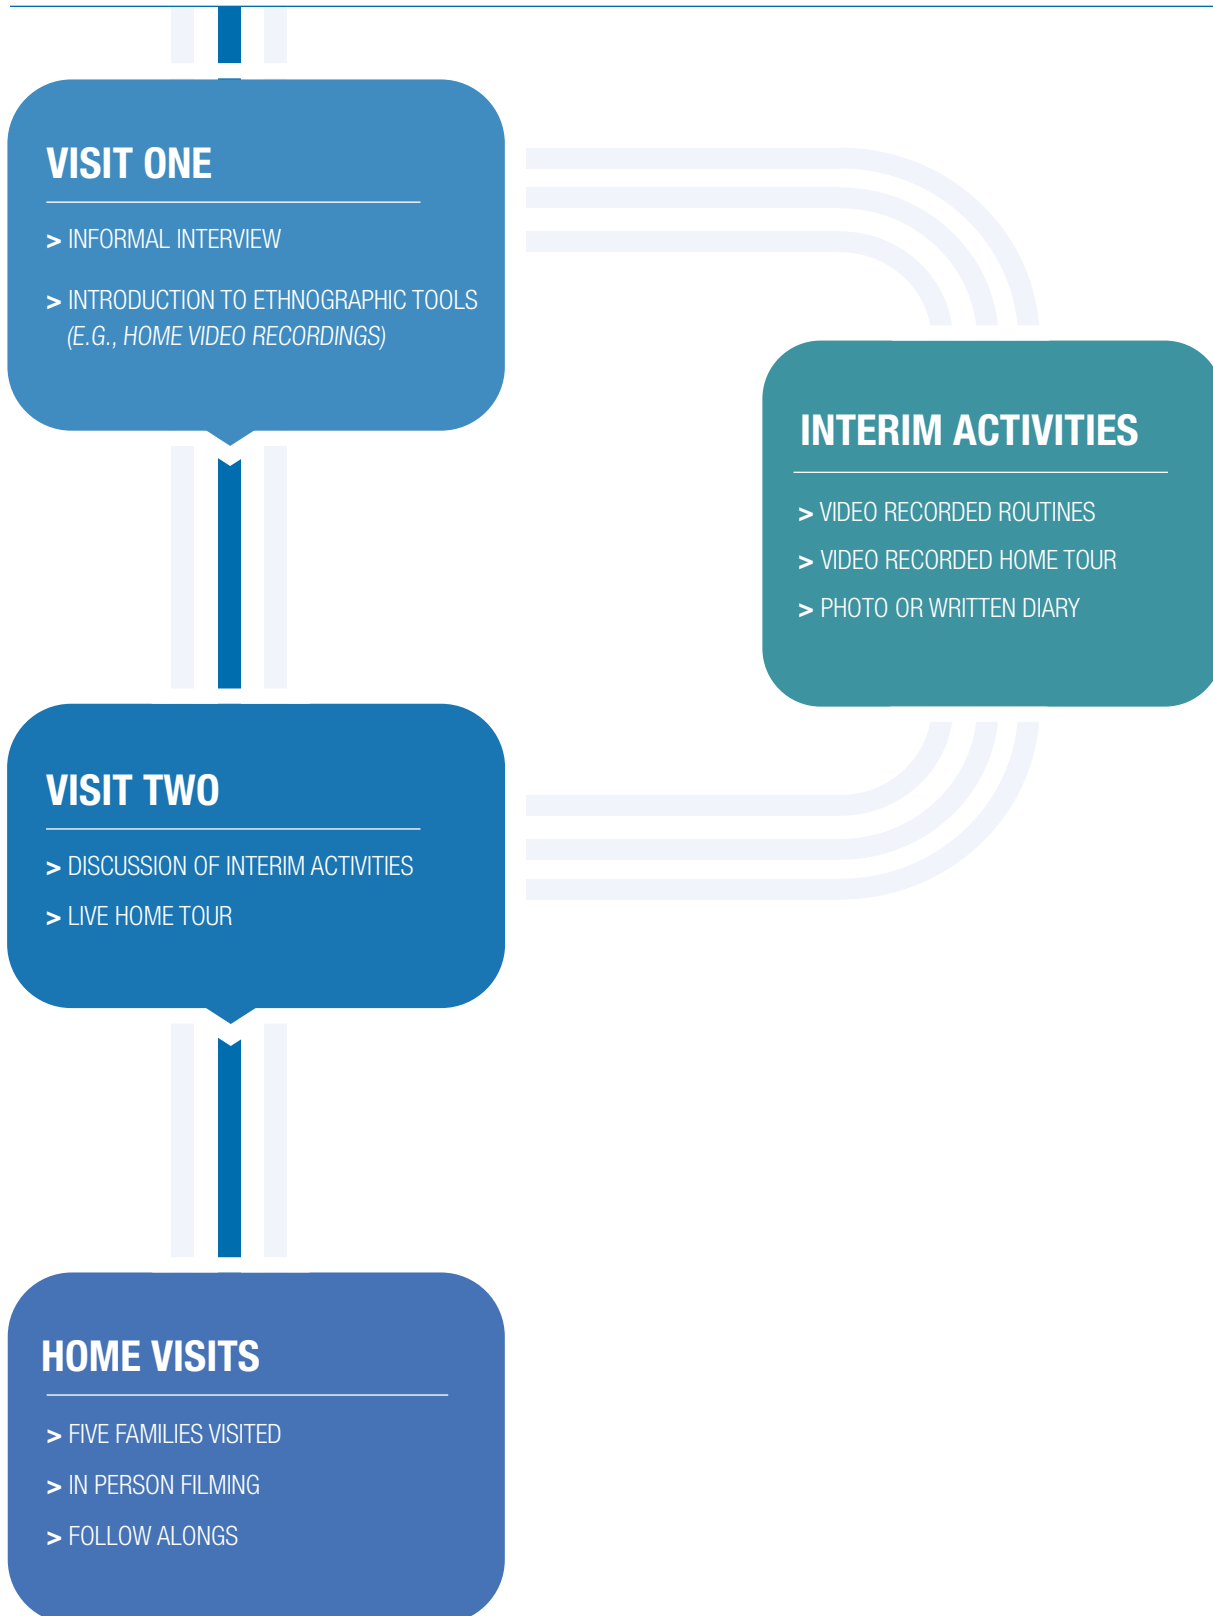 VISIT ONE
> INFORMAL INTERVIEW
> INTRODUCTION TO ETHNOGRAPHIC TOOLS
(E.G., HOME VIDEO RECORDINGS)
INTERIM ACTIVITIES
> VIDEO RECORDED ROUTINES
> VIDEO RECORDED HOME TOUR
> PHOTO OR WRITTEN DIARY
VISIT TWO
> DISCUSSION OF INTERIM ACTIVITIES
> LIVE HOME TOUR
HOME VISITS
> FIVE FAMILIES VISITED
> IN PERSON FILMING
> FOLLOW ALONGS